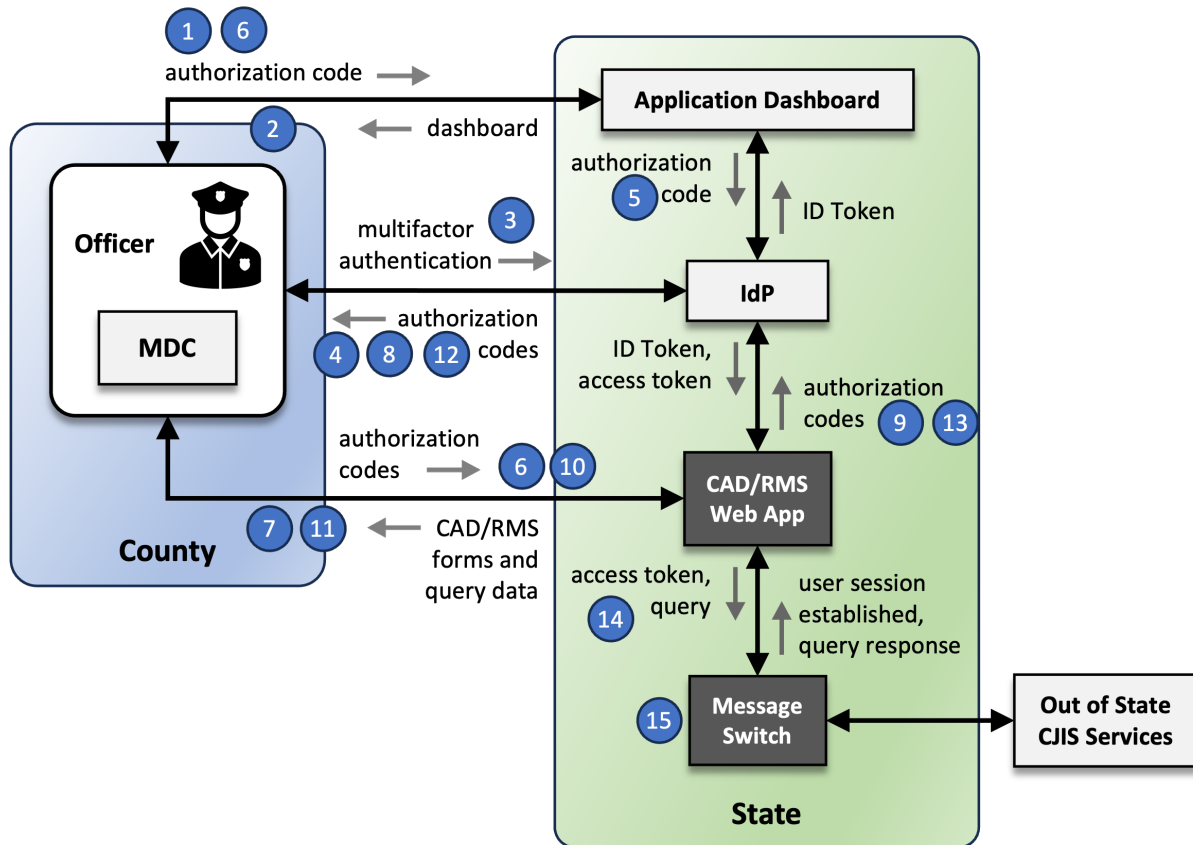 1 6
authorization code
Application Dashboard
2
dashboard
authorization
code
5
ID Token
Officer
MDC
multifactor
authentication
3
IdP
authorization
codes
4 8 12
ID Token,
access token
authorization
codes
9 13
authorization
codes
6 10
CAD/RMS
Web App
7 11
CAD/RMS
forms and
query data
County
access token,
query
14
user session
established,
query response
15
Message
Switch
Out of State
CJIS Services
State